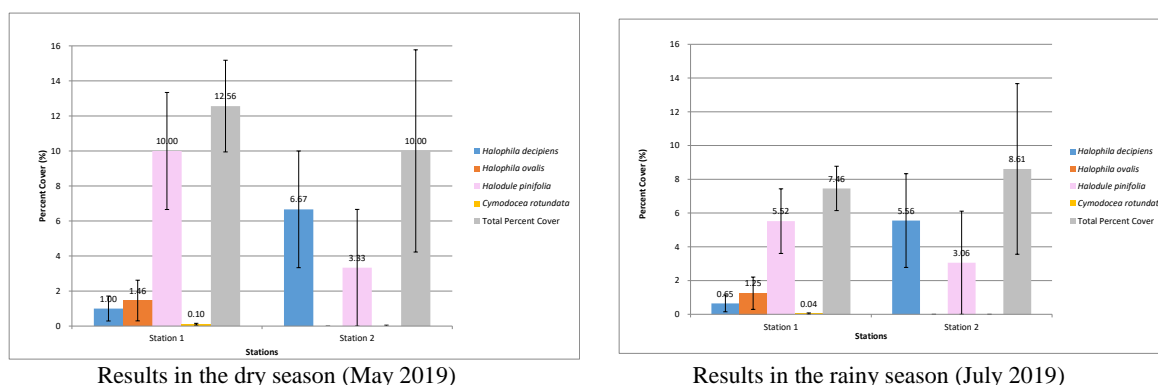 16
14
12
10
8
6
4
2
0
Percent Cover (%)
1.00
1.46
10.00
0.10
12.56
6.67
3.33
10.00
Station 1
Station 2
Stations
Halophila decipiens
Halophila ovalis
Halodule pinifolia
Cymodocea rotundata
Total Percent Cover
Results in the dry season (May 2019)
16
14
12
10
8
6
4
2
0
Percent Cover (%)
0.65
1.25
5.52
0.04
7.46
5.56
3.06
8.61
Station 1
Station 2
Stations
Halophila decipiens
Halophila ovalis
Halodule pinifolia
Cymodocea rotundat
Total Percent Cover
Results in the rainy season (July 2019)